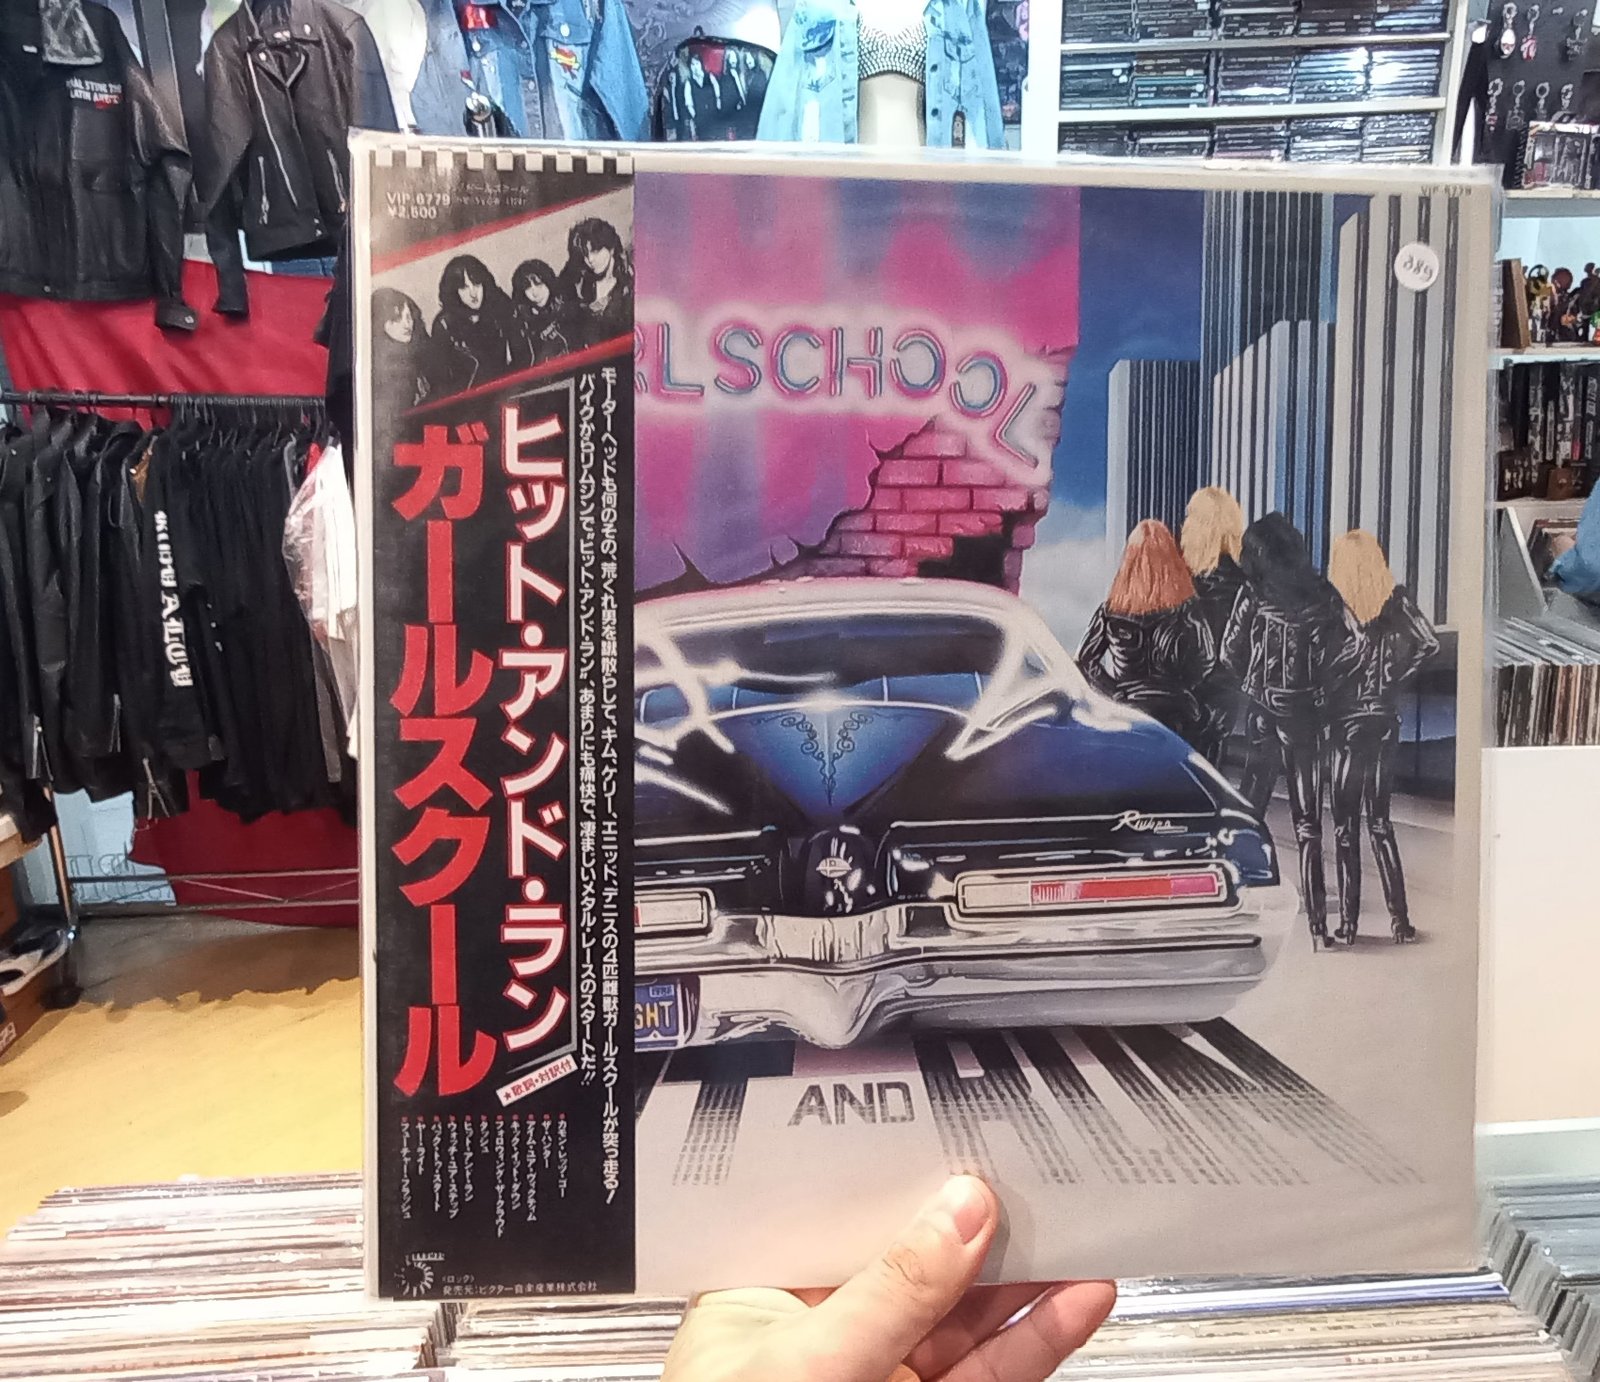 VIP 6779
¥2,500
ガールスクール
ヒット・アンド・ラン
モーターヘッドも何のその、荒くれ男を蹴散らして、キム、ケリー、エニッド、デニスの4匹雌獣ガールスクールが突っ走る!
バイクからリムジンで"ヒット・アンド・ラン"、あまりにも痛快で、凄まじいメタル・レースのスタートだ!!
★歌詞・対訳付
カモン・レッツ・ゴー
ザ・ハンター
アイム・ユア・ヴィクティム
キック・イット・ダウン
フォロウィング・ザ・クラウド
タッシュ
ヒット・アンド・ラン
ウォッチ・ユア・ステップ
バック・トゥ・スタート
ヤー・ライト
フューチャー・フラッシュ
《ロック》
発売元:ビクター音楽産業株式会社
VIP-6779
389
RLSCHOOL
Riviera
GHT
T AND RUN
LATIN